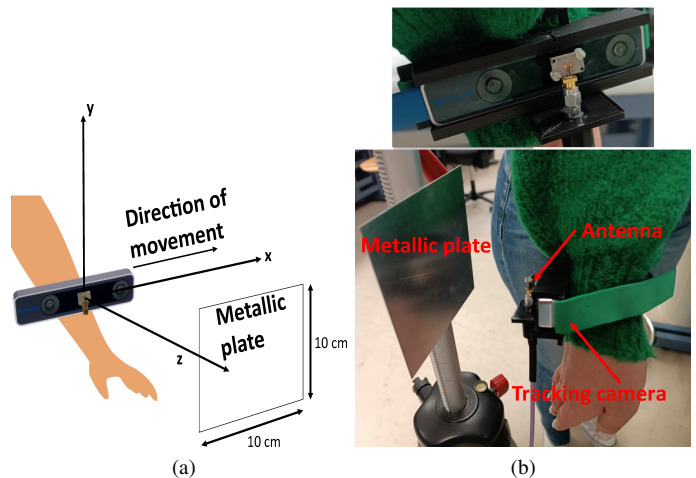 y
Direction of
movement
x
Metallic
plate
z
10 cm
10 cm
(a)
Metallic plate
Antenna
Tracking camera
(b)